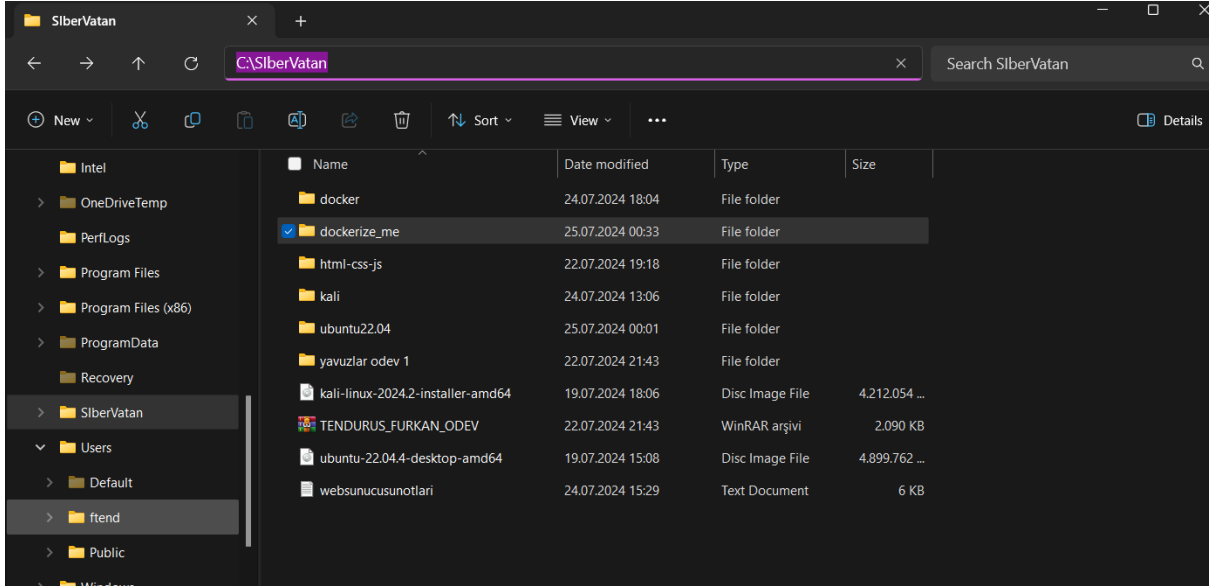 SIberVatan
C:\SIberVatan
Search SIberVatan
New
Sort
View
Details
Intel
OneDriveTemp
PerfLogs
Program Files
Program Files (x86)
ProgramData
Recovery
SIberVatan
Users
Default
ftend
Public
Windows
Name Date modified Type Size
docker 24.07.2024 18:04 File folder
dockerize_me 25.07.2024 00:33 File folder
html-css-js 22.07.2024 19:18 File folder
kali 24.07.2024 13:06 File folder
ubuntu22.04 25.07.2024 00:01 File folder
yavuzlar odev 1 22.07.2024 21:43 File folder
kali-linux-2024.2-installer-amd64 19.07.2024 18:06 Disc Image File 4.212.054 ...
TENDURUS_FURKAN_ODEV 22.07.2024 21:43 WinRAR arşivi 2.090 KB
ubuntu-22.04.4-desktop-amd64 19.07.2024 15:08 Disc Image File 4.899.762 ...
websunucusunotlari 24.07.2024 15:29 Text Document 6 KB